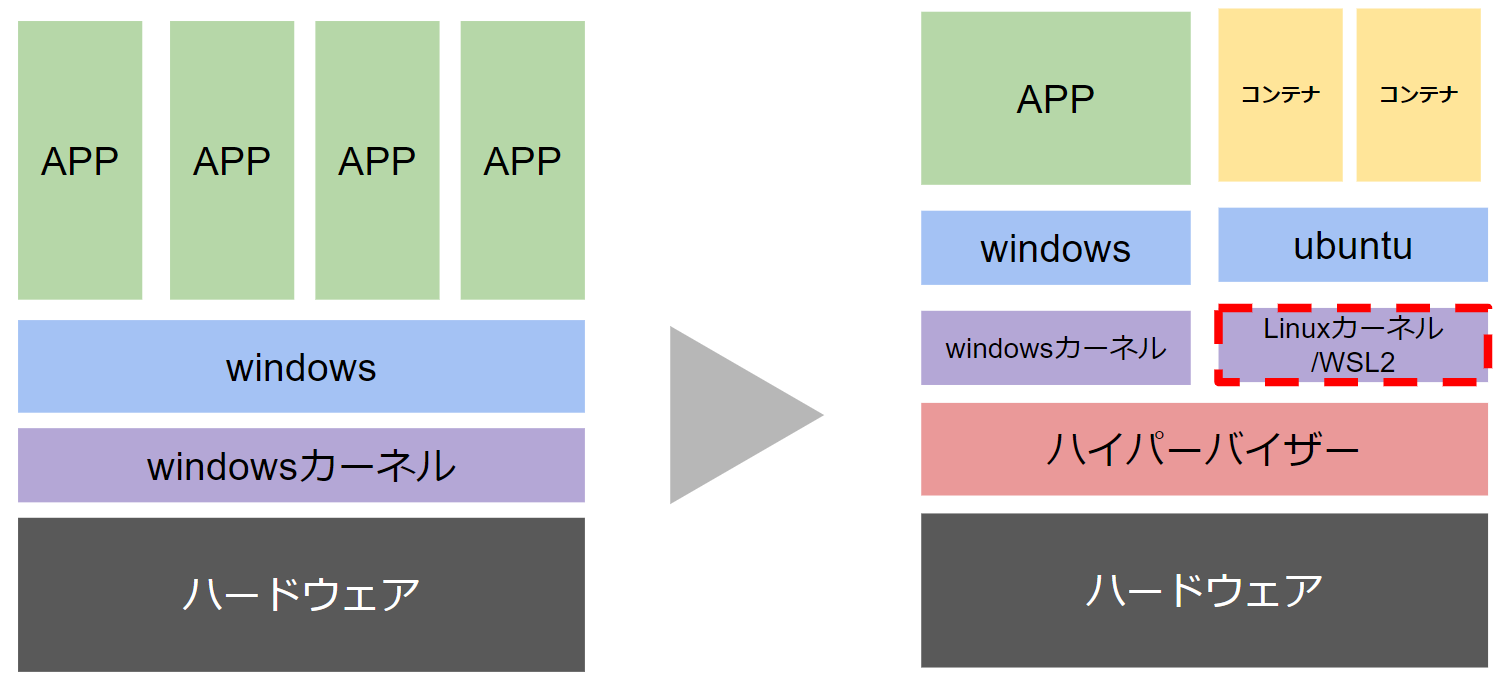 APP
APP
APP
APP
windows
windowsカーネル
ハードウェア
APP
コンテナ
コンテナ
windows
ubuntu
windowsカーネル
Linuxカーネル
/WSL2
ハイパーバイザー
ハードウェア